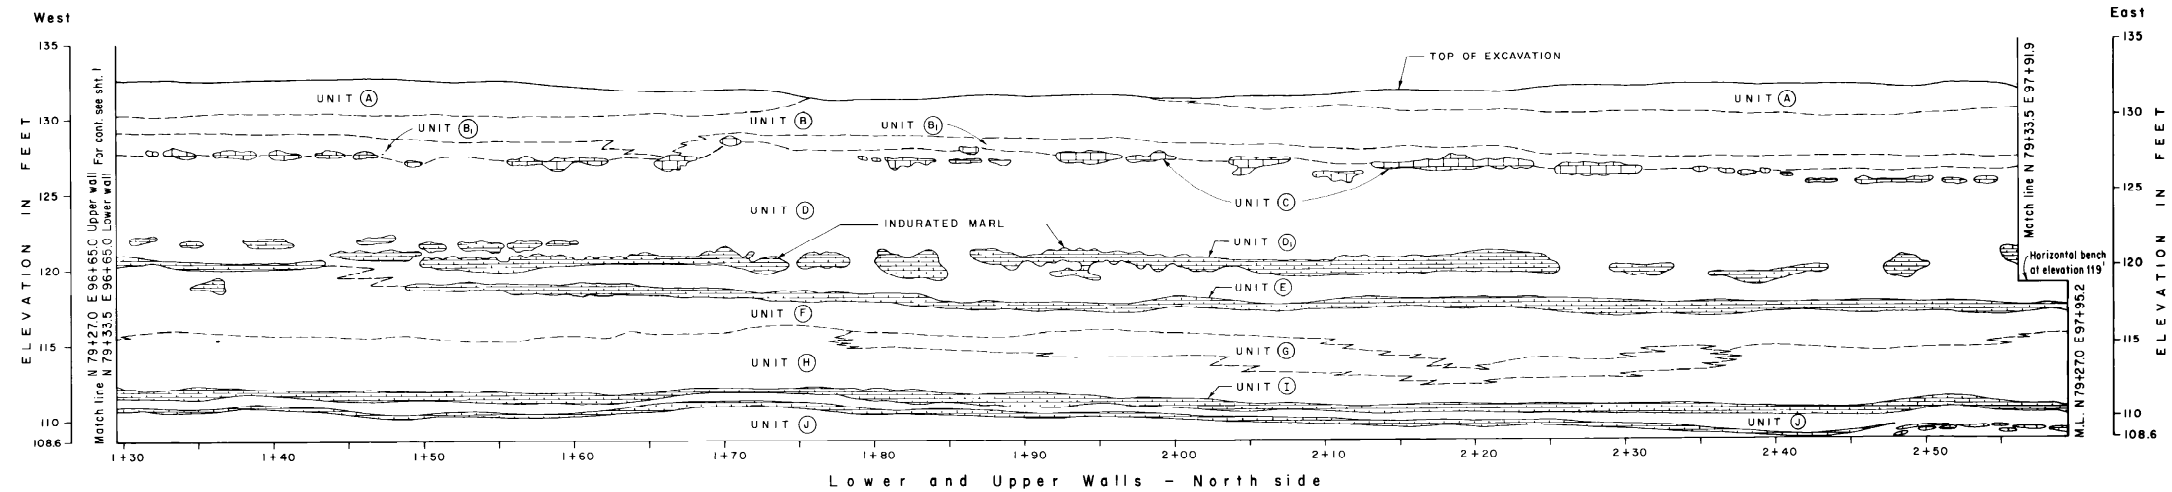 West
East
135
130
125
120
115
110
108.6
ELEVATION IN FEET
Match line N 79+27.0 E 96+65.0 Upper wall For cont. see sht. 1
N 79+33.5 E 96+65.0 Lower wall
TOP OF EXCAVATION
UNIT A
UNIT A
UNIT B
UNIT B1
UNIT B1
UNIT C
UNIT D
INDURATED MARL
UNIT D1
UNIT E
UNIT F
UNIT G
UNIT H
UNIT I
UNIT J
UNIT J
Match line N 79+33.5 E 97+91.9
Horizontal bench
at elevation 119'
M.L. N 79+27.0 E 97+95.2
135
130
125
120
115
110
108.6
ELEVATION IN FEET
1+30 1+40 1+50 1+60 1+70 1+80 1+90 2+00 2+10 2+20 2+30 2+40 2+50
Lower and Upper Walls – North side